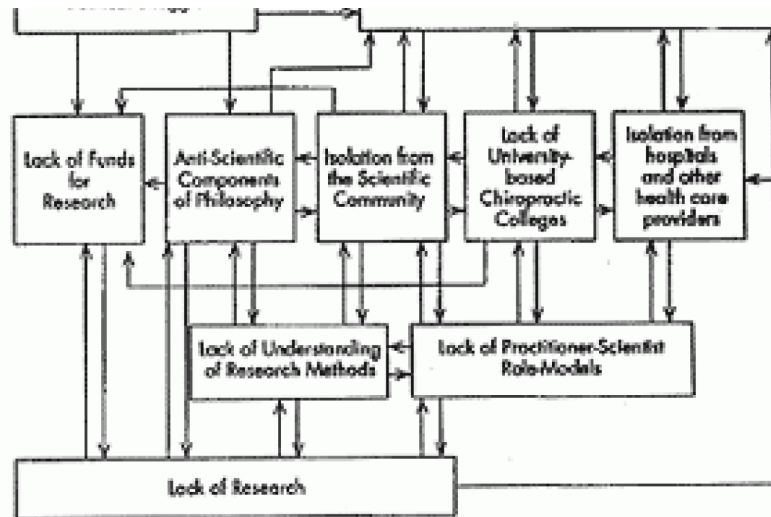 Lack of Funds
for
Research
Anti-Scientific
Components
of Philosophy
Isolation from
the Scientific
Community
Lack of
University-
based
Chiropractic
Colleges
Isolation from
hospitals
and other
health care
providers
Lack of Understanding
of Research Methods
Lack of Practitioner-Scientist
Role-Models
Lack of Research